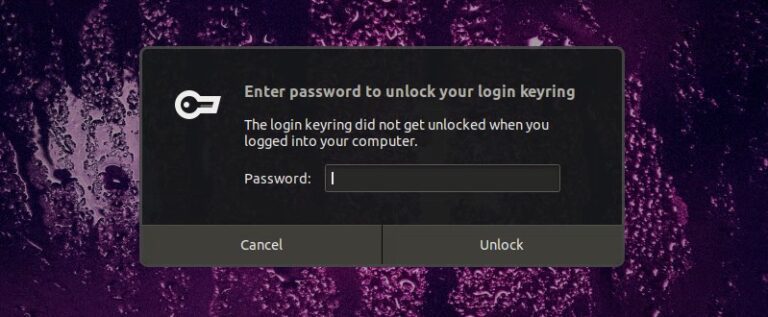 Enter password to unlock your login keyring
The login keyring did not get unlocked when you
logged into your computer.
Password:
Cancel Unlock